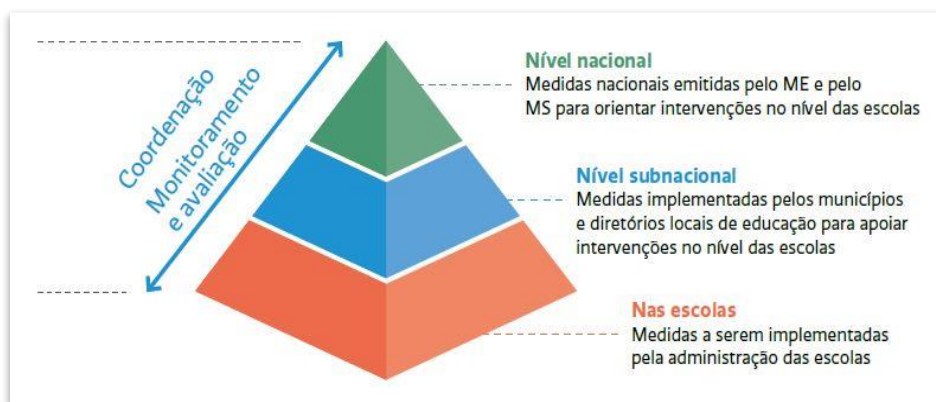 Coordenação
Monitoramento
e avaliação
Nível nacional
Medidas nacionais emitidas pelo ME e pelo
MS para orientar intervenções no nível das escolas
Nível subnacional
Medidas implementadas pelos municípios
e diretórios locais de educação para apoiar
intervenções no nível das escolas
Nas escolas
Medidas a serem implementadas
pela administração das escolas